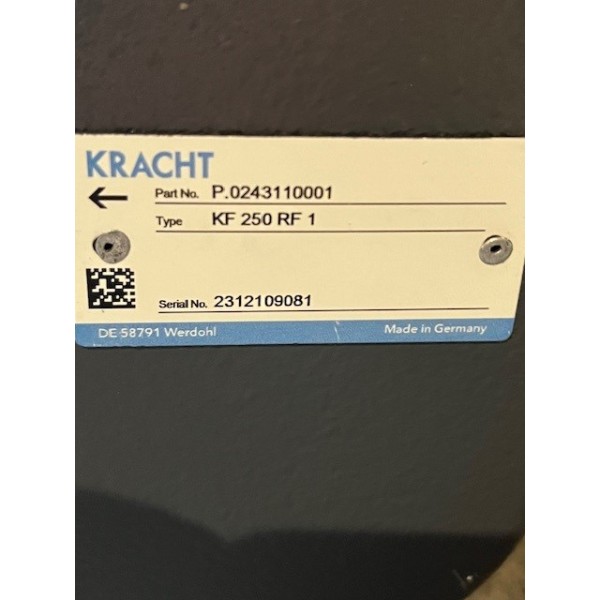 KRACHT
Part No. P.0243110001
Type KF 250 RF 1
Serial No. 2312109081
DE-58791 Werdohl Made in Germany